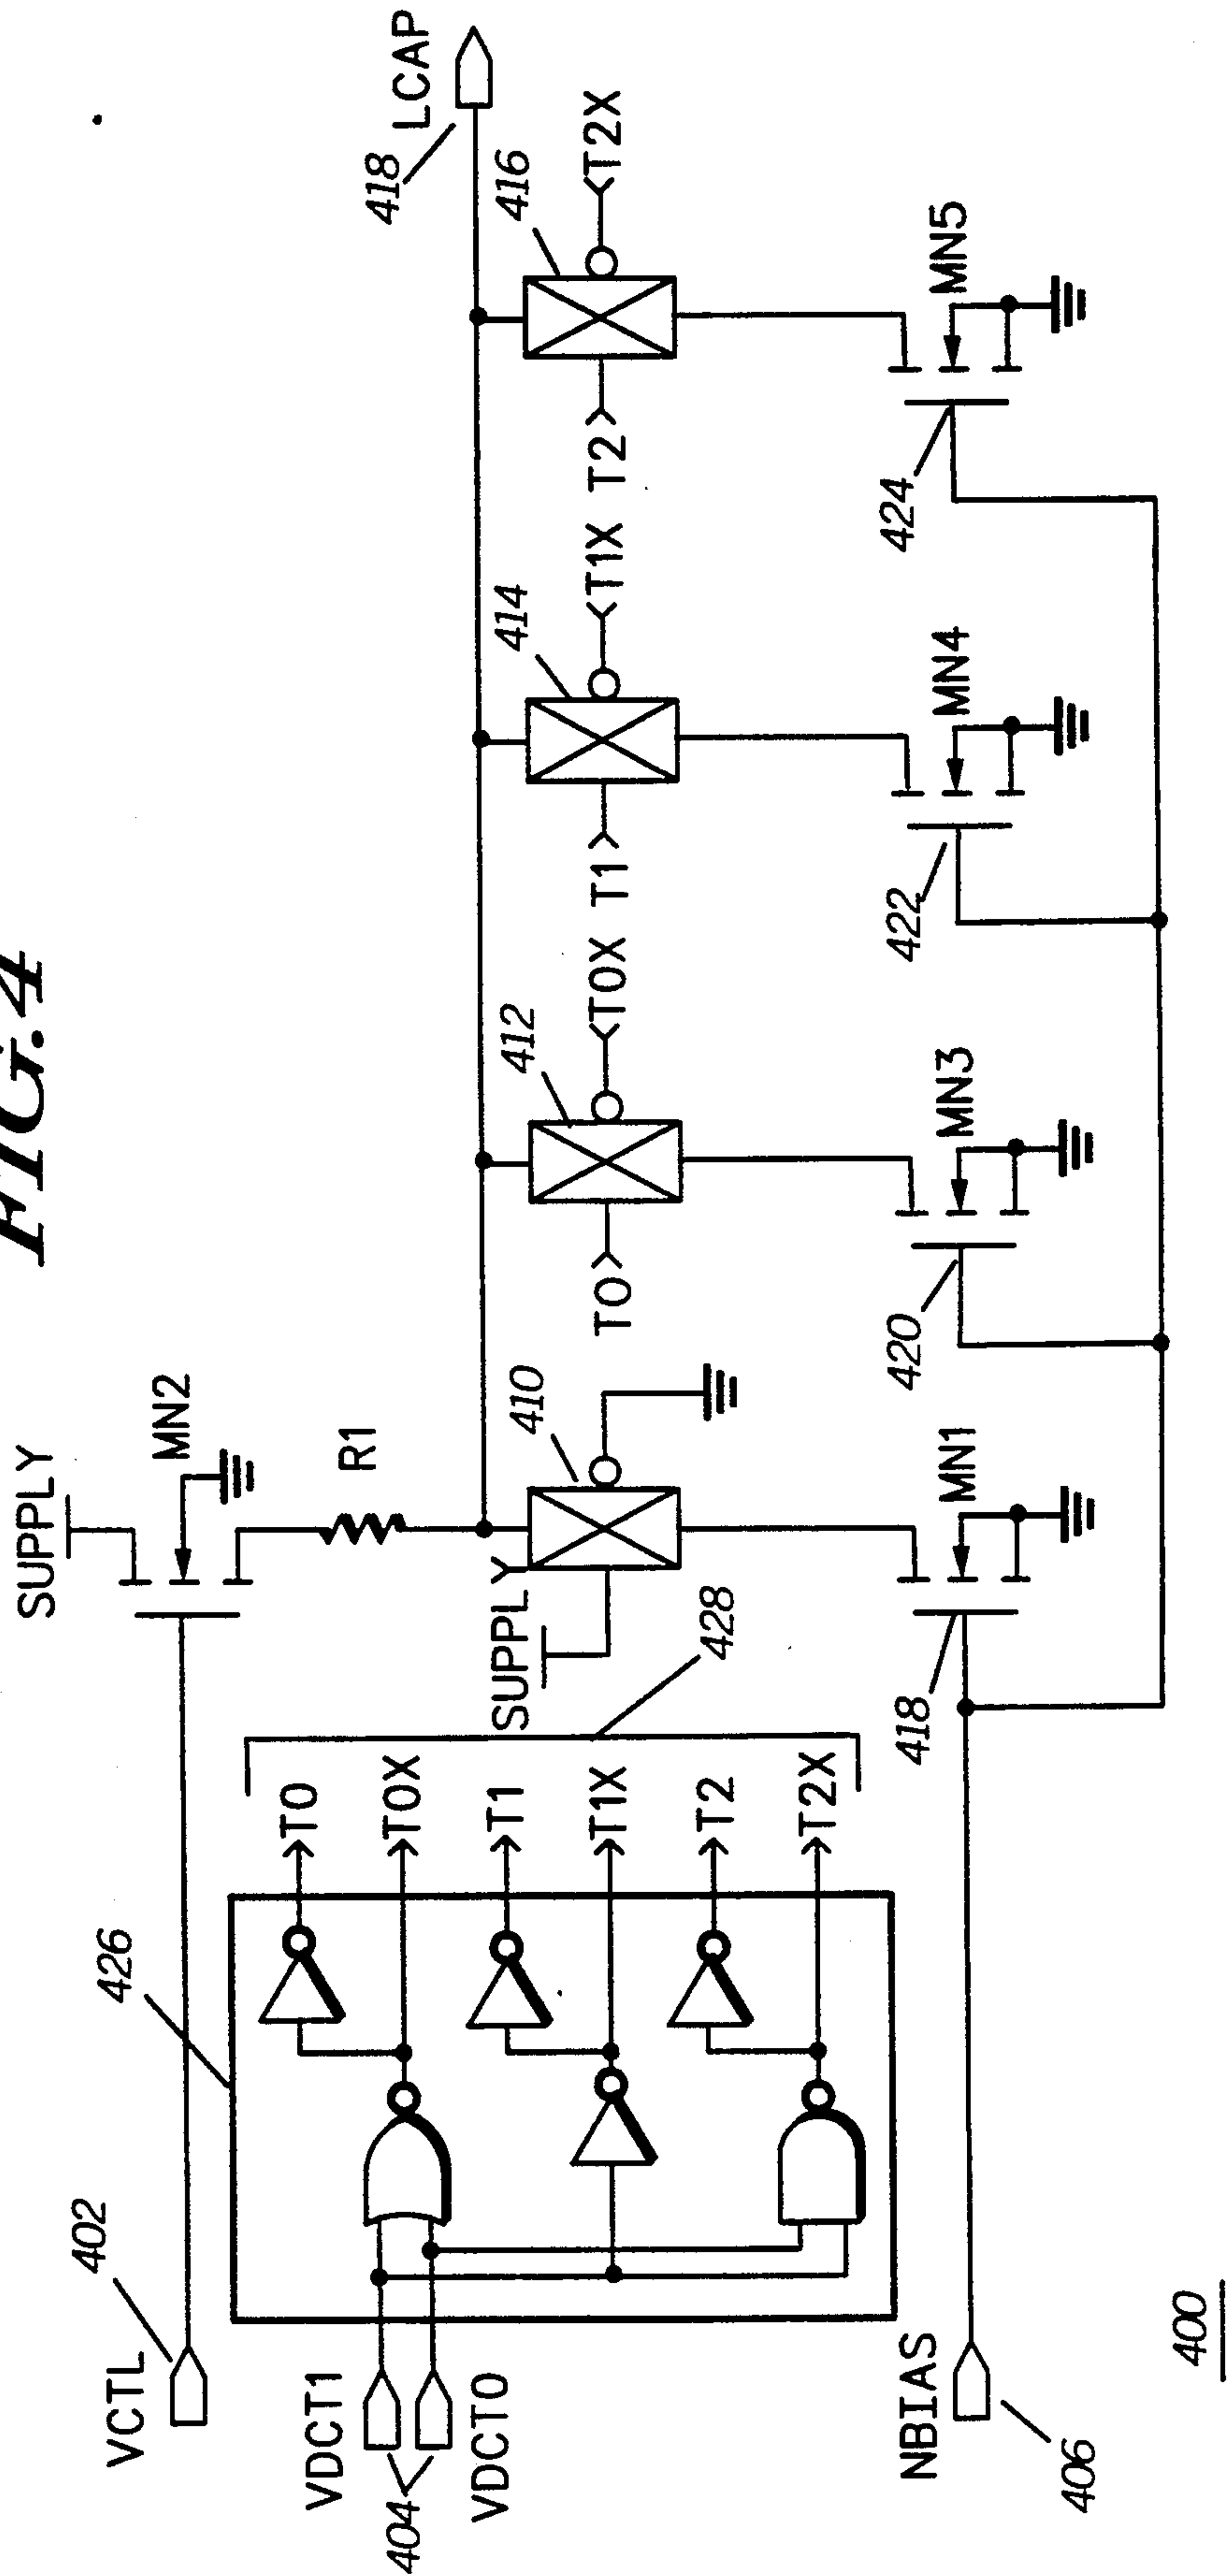 FIG.4
SUPPLY
MN2
R1
402
VCTL
426
VDCT1
VDCT0
404
T0
T0X
T1
T1X
T2
T2X
428
SUPPLY
410
T0>
412
<T0X
T1>
414
<T1X
T2>
416
<T2X
418
LCAP
NBIAS
406
418
MN1
420
MN3
422
MN4
424
MN5
400